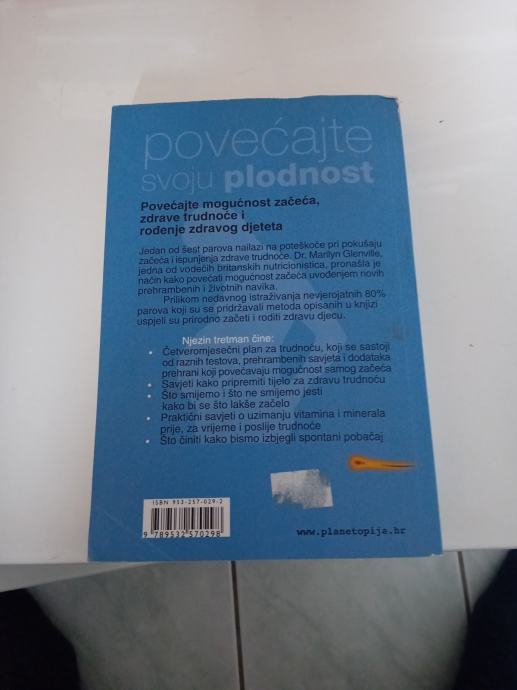 povećajte
svoju plodnost
Povećajte mogućnost začeća,
zdrave trudnoće i
rođenje zdravog djeteta
Jedan od šest parova nailazi na poteškoće pri pokušaju
začeća i ispunjenja zdrave trudnoće. Dr. Marilyn Glenville,
jedna od vodećih britanskih nutricionistica, pronašla je
način kako povećati mogućnost začeća uvođenjem novih
prehrambenih i životnih navika.
Prilikom nedavnog istraživanja nevjerojatnih 80%
parova koji su se pridržavali metoda opisanih u knjizi
uspjeli su prirodno začeti i roditi zdravu djecu.
Njezin tretman čine:
• Četveromjesečni plan za trudnoću, koji se sastoji
od raznih testova, prehrambenih savjeta i dodataka
prehrani koji povećavaju mogućnost samog začeća
• Savjeti kako pripremiti tijelo za zdravu trudnoću
• Što smijemo i što ne smijemo jesti
kako bi se što lakše začelo
• Praktični savjeti o uzimanju vitamina i minerala
prije, za vrijeme i poslije trudnoće
• Što činiti kako bismo izbjegli spontani pobačaj
ISBN 953-257-029-2
9 789532 570298
www.planetopija.hr